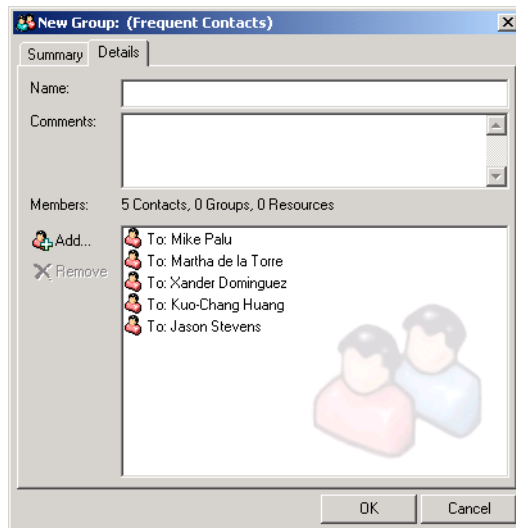 New Group: (Frequent Contacts)
Summary Details
Name:
Comments:
Members: 5 Contacts, 0 Groups, 0 Resources
Add...
Remove
To: Mike Palu
To: Martha de la Torre
To: Xander Dominguez
To: Kuo-Chang Huang
To: Jason Stevens
OK Cancel